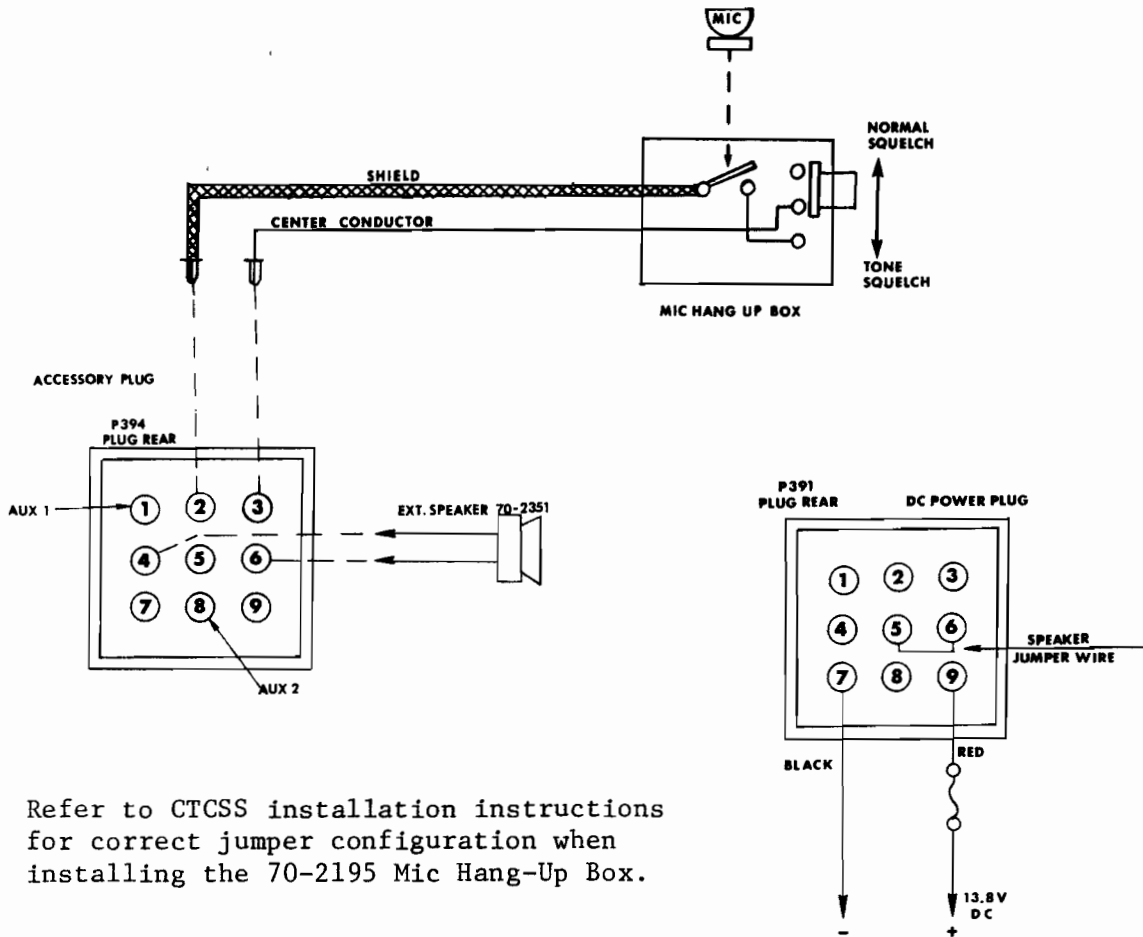 MIC
NORMAL
SQUELCH
SHIELD
CENTER CONDUCTOR
TONE
SQUELCH
MIC HANG UP BOX
ACCESSORY PLUG
P394
PLUG REAR
AUX 1
1 2 3
4 5 6
7 8 9
EXT. SPEAKER 70-2351
AUX 2
P391
PLUG REAR
DC POWER PLUG
1 2 3
4 5 6
7 8 9
SPEAKER
JUMPER WIRE
BLACK
RED
13.8V
DC
- +
Refer to CTCSS installation instructions
for correct jumper configuration when
installing the 70-2195 Mic Hang-Up Box.